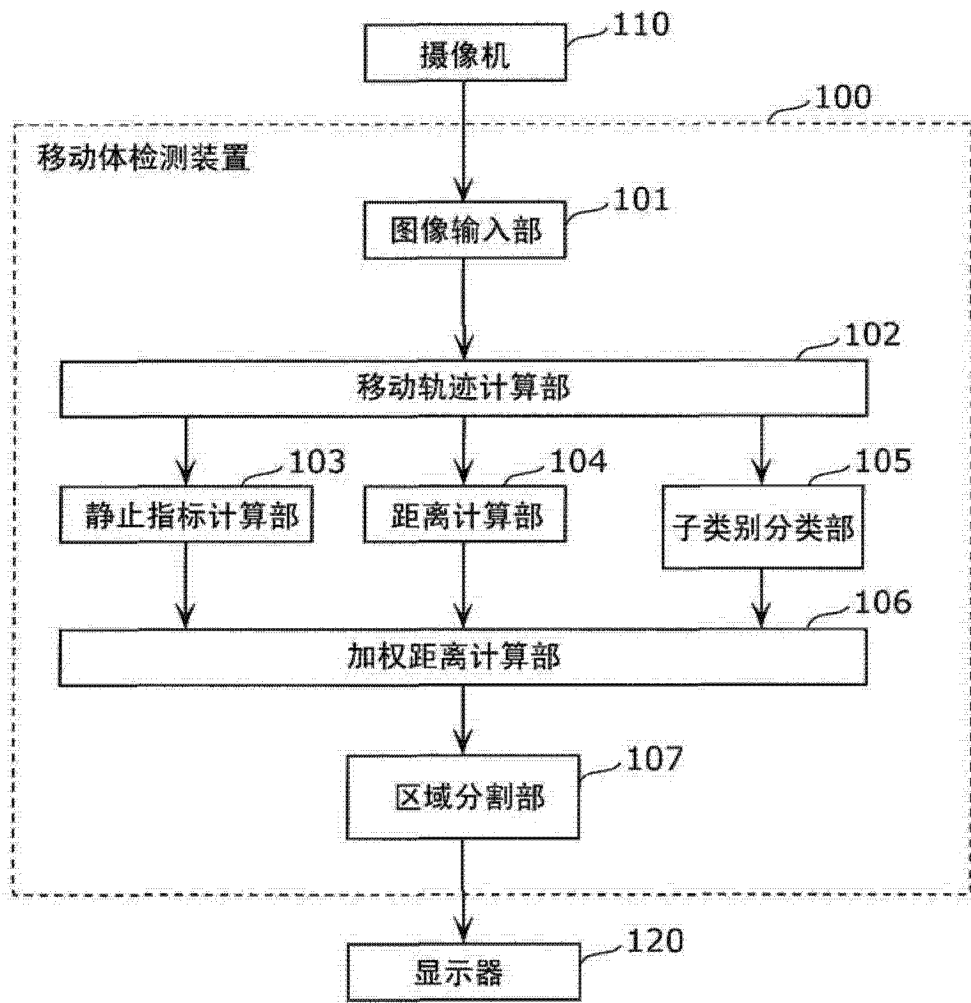 110
摄像机
100
移动体检测装置
101
图像输入部
102
移动轨迹计算部
103
104
105
静止指标计算部
距离计算部
子类别分类部
106
加权距离计算部
107
区域分割部
120
显示器